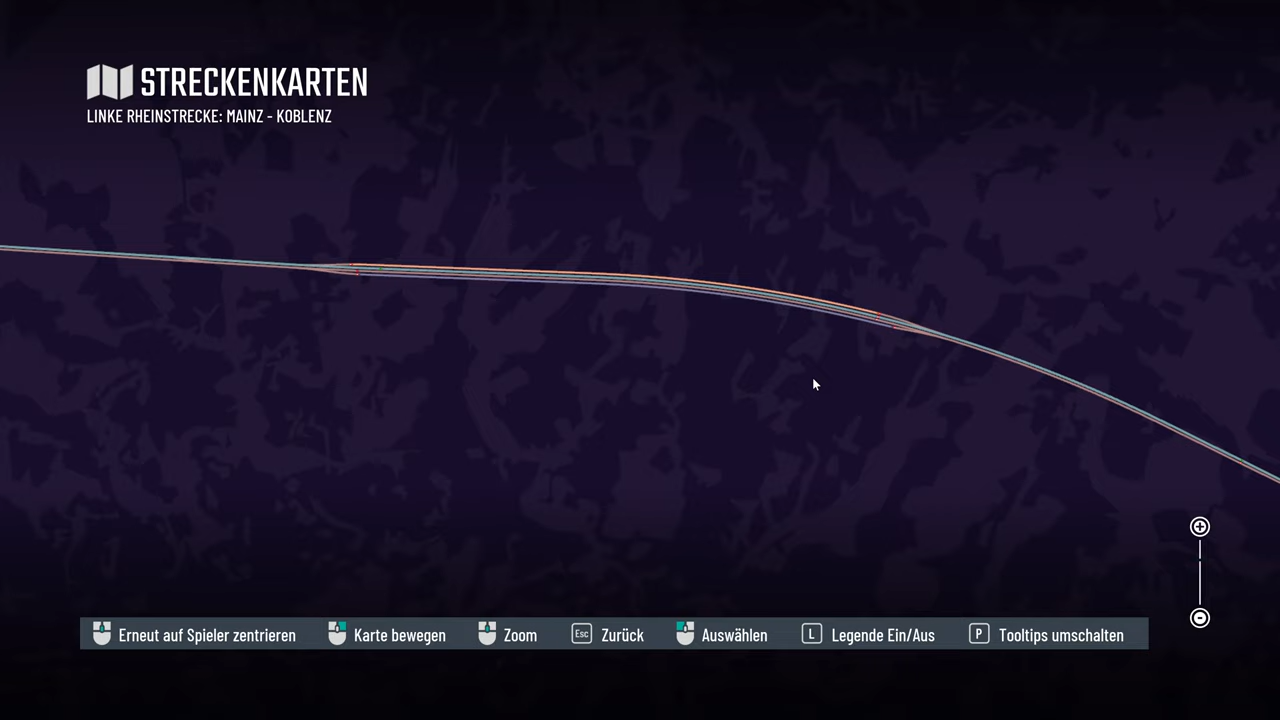 STRECKENKARTEN
LINKE RHEINSTRECKE: MAINZ - KOBLENZ
Erneut auf Spieler zentrieren Karte bewegen Zoom Esc Zurück Auswählen L Legende Ein/Aus P Tooltips umschalten